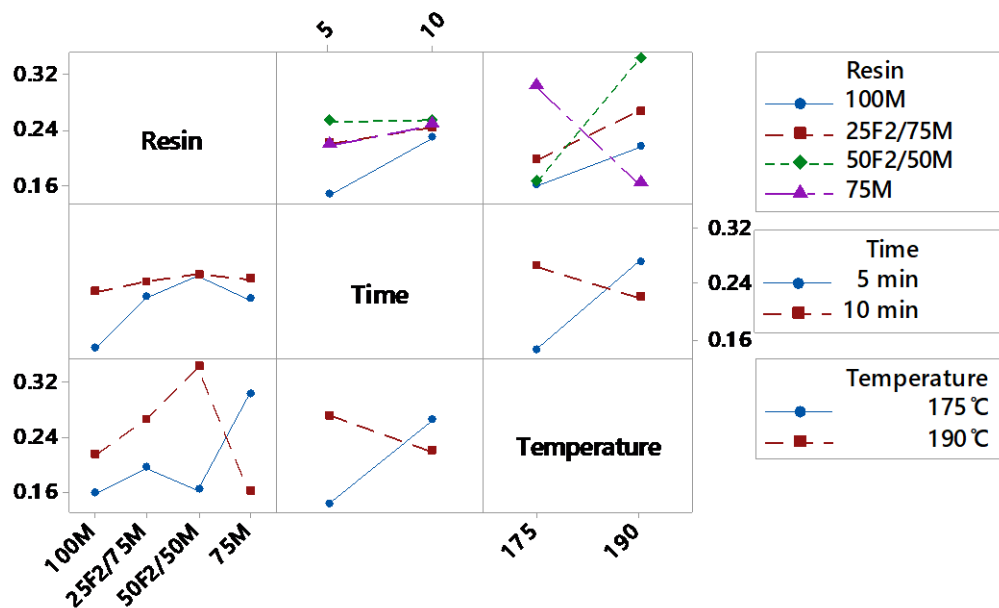 5 10
0.32
0.24
0.16
Resin
Resin
100M
25F2/75M
50F2/50M
75M
Time
0.32
0.24
0.16
Time
5 min
10 min
0.32
0.24
0.16
Temperature
Temperature
175℃
190℃
100M
25F2/75M
50F2/50M
75M
175
190